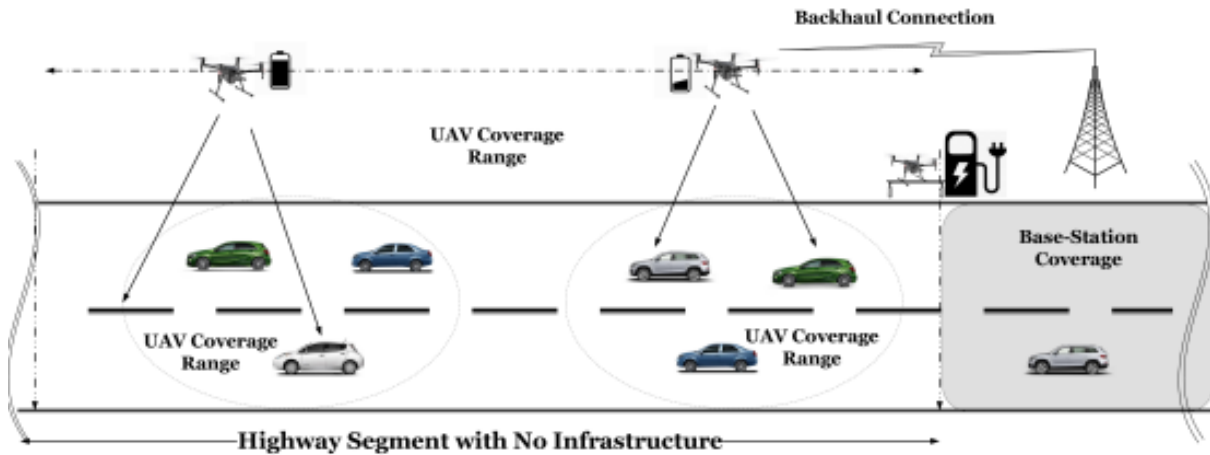 Backhaul Connection
UAV Coverage
Range
Base-Station
Coverage
UAV Coverage
Range
UAV Coverage
Range
Highway Segment with No Infrastructure